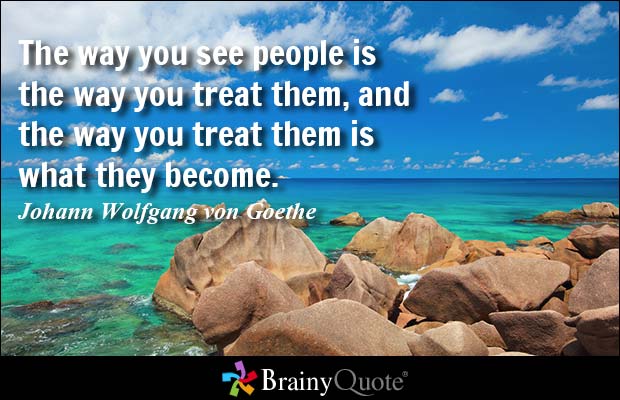 The way you see people is
the way you treat them, and
the way you treat them is
what they become.
Johann Wolfgang von Goethe
BrainyQuote®